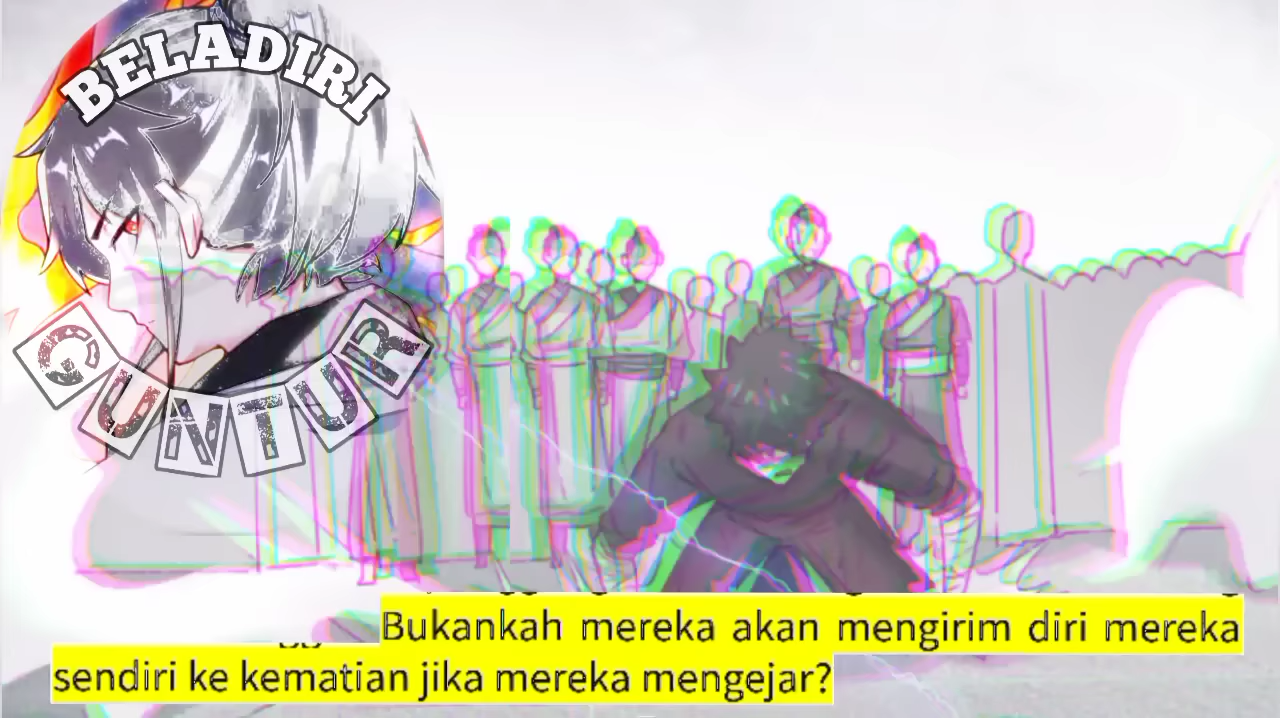 BELADIRI
GUNTUR
Bukankah mereka akan mengirim diri mereka
sendiri ke kematian jika mereka mengejar?